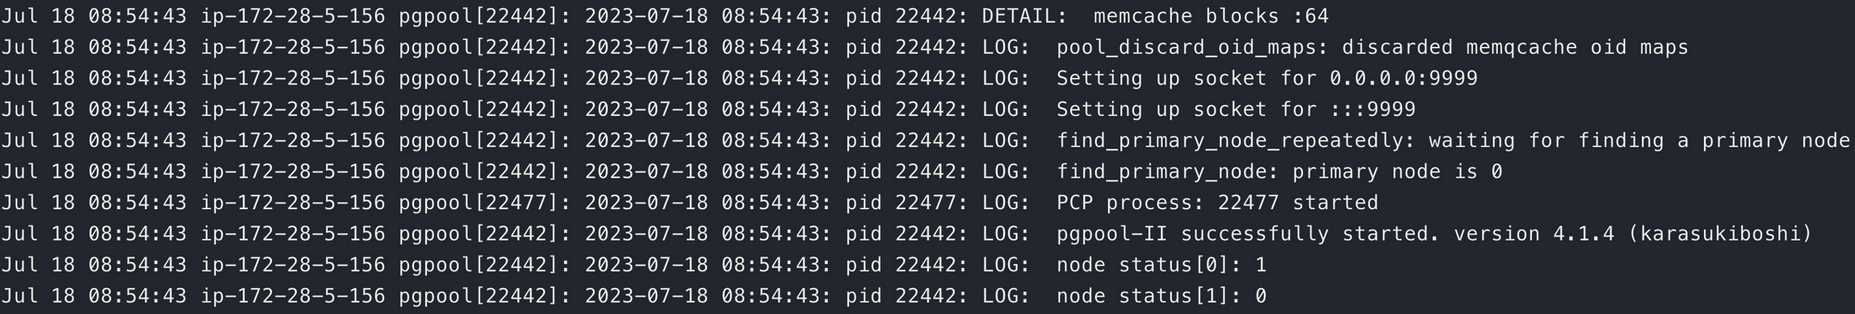 Jul 18 08:54:43 ip-172-28-5-156 pgpool[22442]: 2023-07-18 08:54:43: pid 22442: DETAIL:  memcache blocks :64
Jul 18 08:54:43 ip-172-28-5-156 pgpool[22442]: 2023-07-18 08:54:43: pid 22442: LOG:  pool_discard_oid_maps: discarded memqcache oid maps
Jul 18 08:54:43 ip-172-28-5-156 pgpool[22442]: 2023-07-18 08:54:43: pid 22442: LOG:  Setting up socket for 0.0.0.0:9999
Jul 18 08:54:43 ip-172-28-5-156 pgpool[22442]: 2023-07-18 08:54:43: pid 22442: LOG:  Setting up socket for :::9999
Jul 18 08:54:43 ip-172-28-5-156 pgpool[22442]: 2023-07-18 08:54:43: pid 22442: LOG:  find_primary_node_repeatedly: waiting for finding a primary node
Jul 18 08:54:43 ip-172-28-5-156 pgpool[22442]: 2023-07-18 08:54:43: pid 22442: LOG:  find_primary_node: primary node is 0
Jul 18 08:54:43 ip-172-28-5-156 pgpool[22477]: 2023-07-18 08:54:43: pid 22477: LOG:  PCP process: 22477 started
Jul 18 08:54:43 ip-172-28-5-156 pgpool[22442]: 2023-07-18 08:54:43: pid 22442: LOG:  pgpool-II successfully started. version 4.1.4 (karasukiboshi)
Jul 18 08:54:43 ip-172-28-5-156 pgpool[22442]: 2023-07-18 08:54:43: pid 22442: LOG:  node status[0]: 1
Jul 18 08:54:43 ip-172-28-5-156 pgpool[22442]: 2023-07-18 08:54:43: pid 22442: LOG:  node status[1]: 0